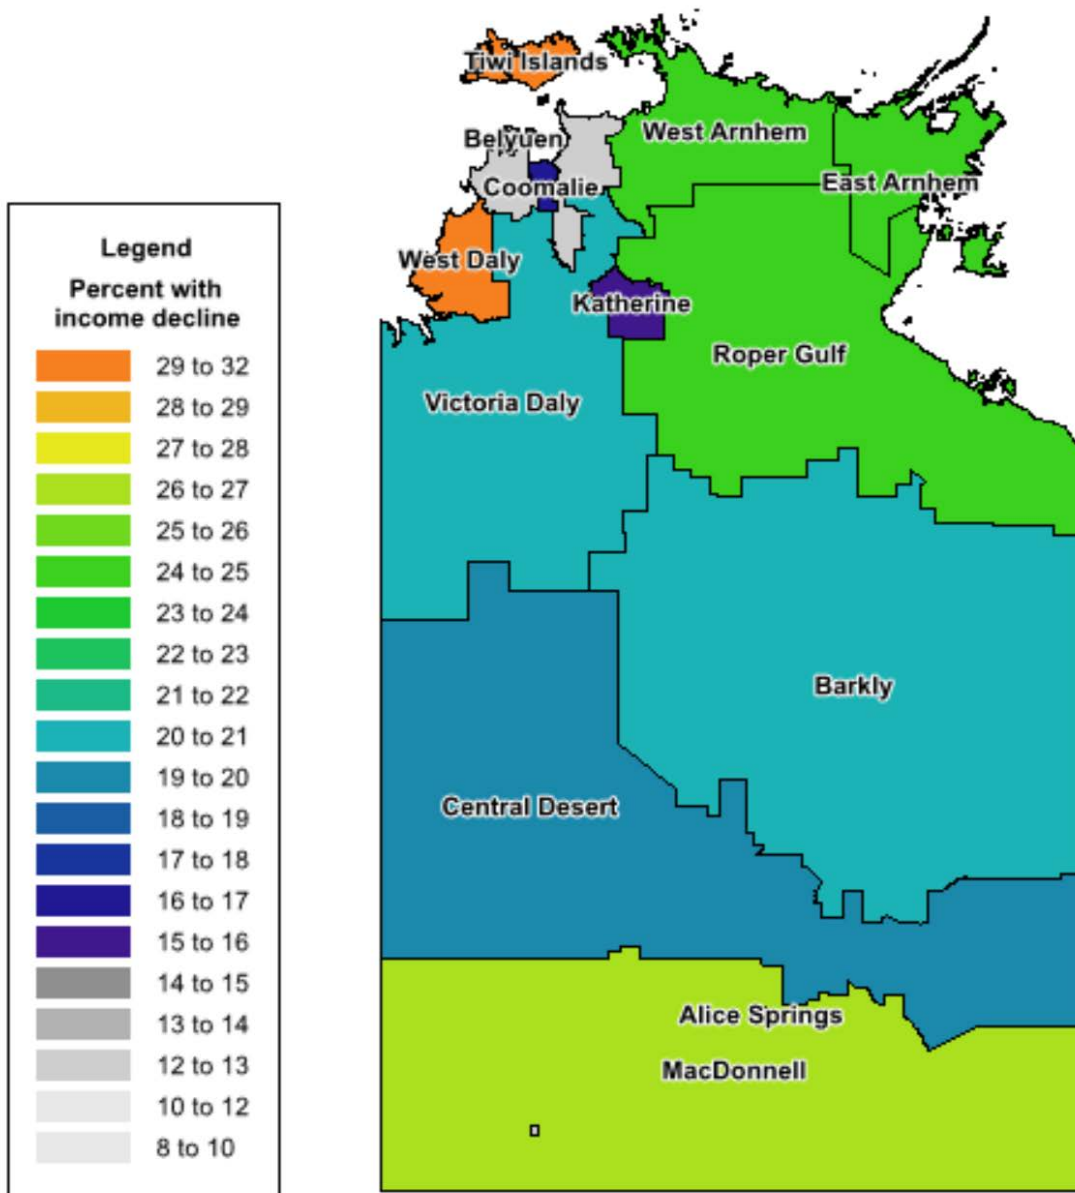 Tiwi Islands
West Arnhem
Belyuen
East Arnhem
Coomalie
West Daly
Katherine
Roper Gulf
Victoria Daly
Barkly
Central Desert
Alice Springs
MacDonnell
Legend
Percent with
income decline
29 to 32
28 to 29
27 to 28
26 to 27
25 to 26
24 to 25
23 to 24
22 to 23
21 to 22
20 to 21
19 to 20
18 to 19
17 to 18
16 to 17
15 to 16
14 to 15
13 to 14
12 to 13
10 to 12
8 to 10